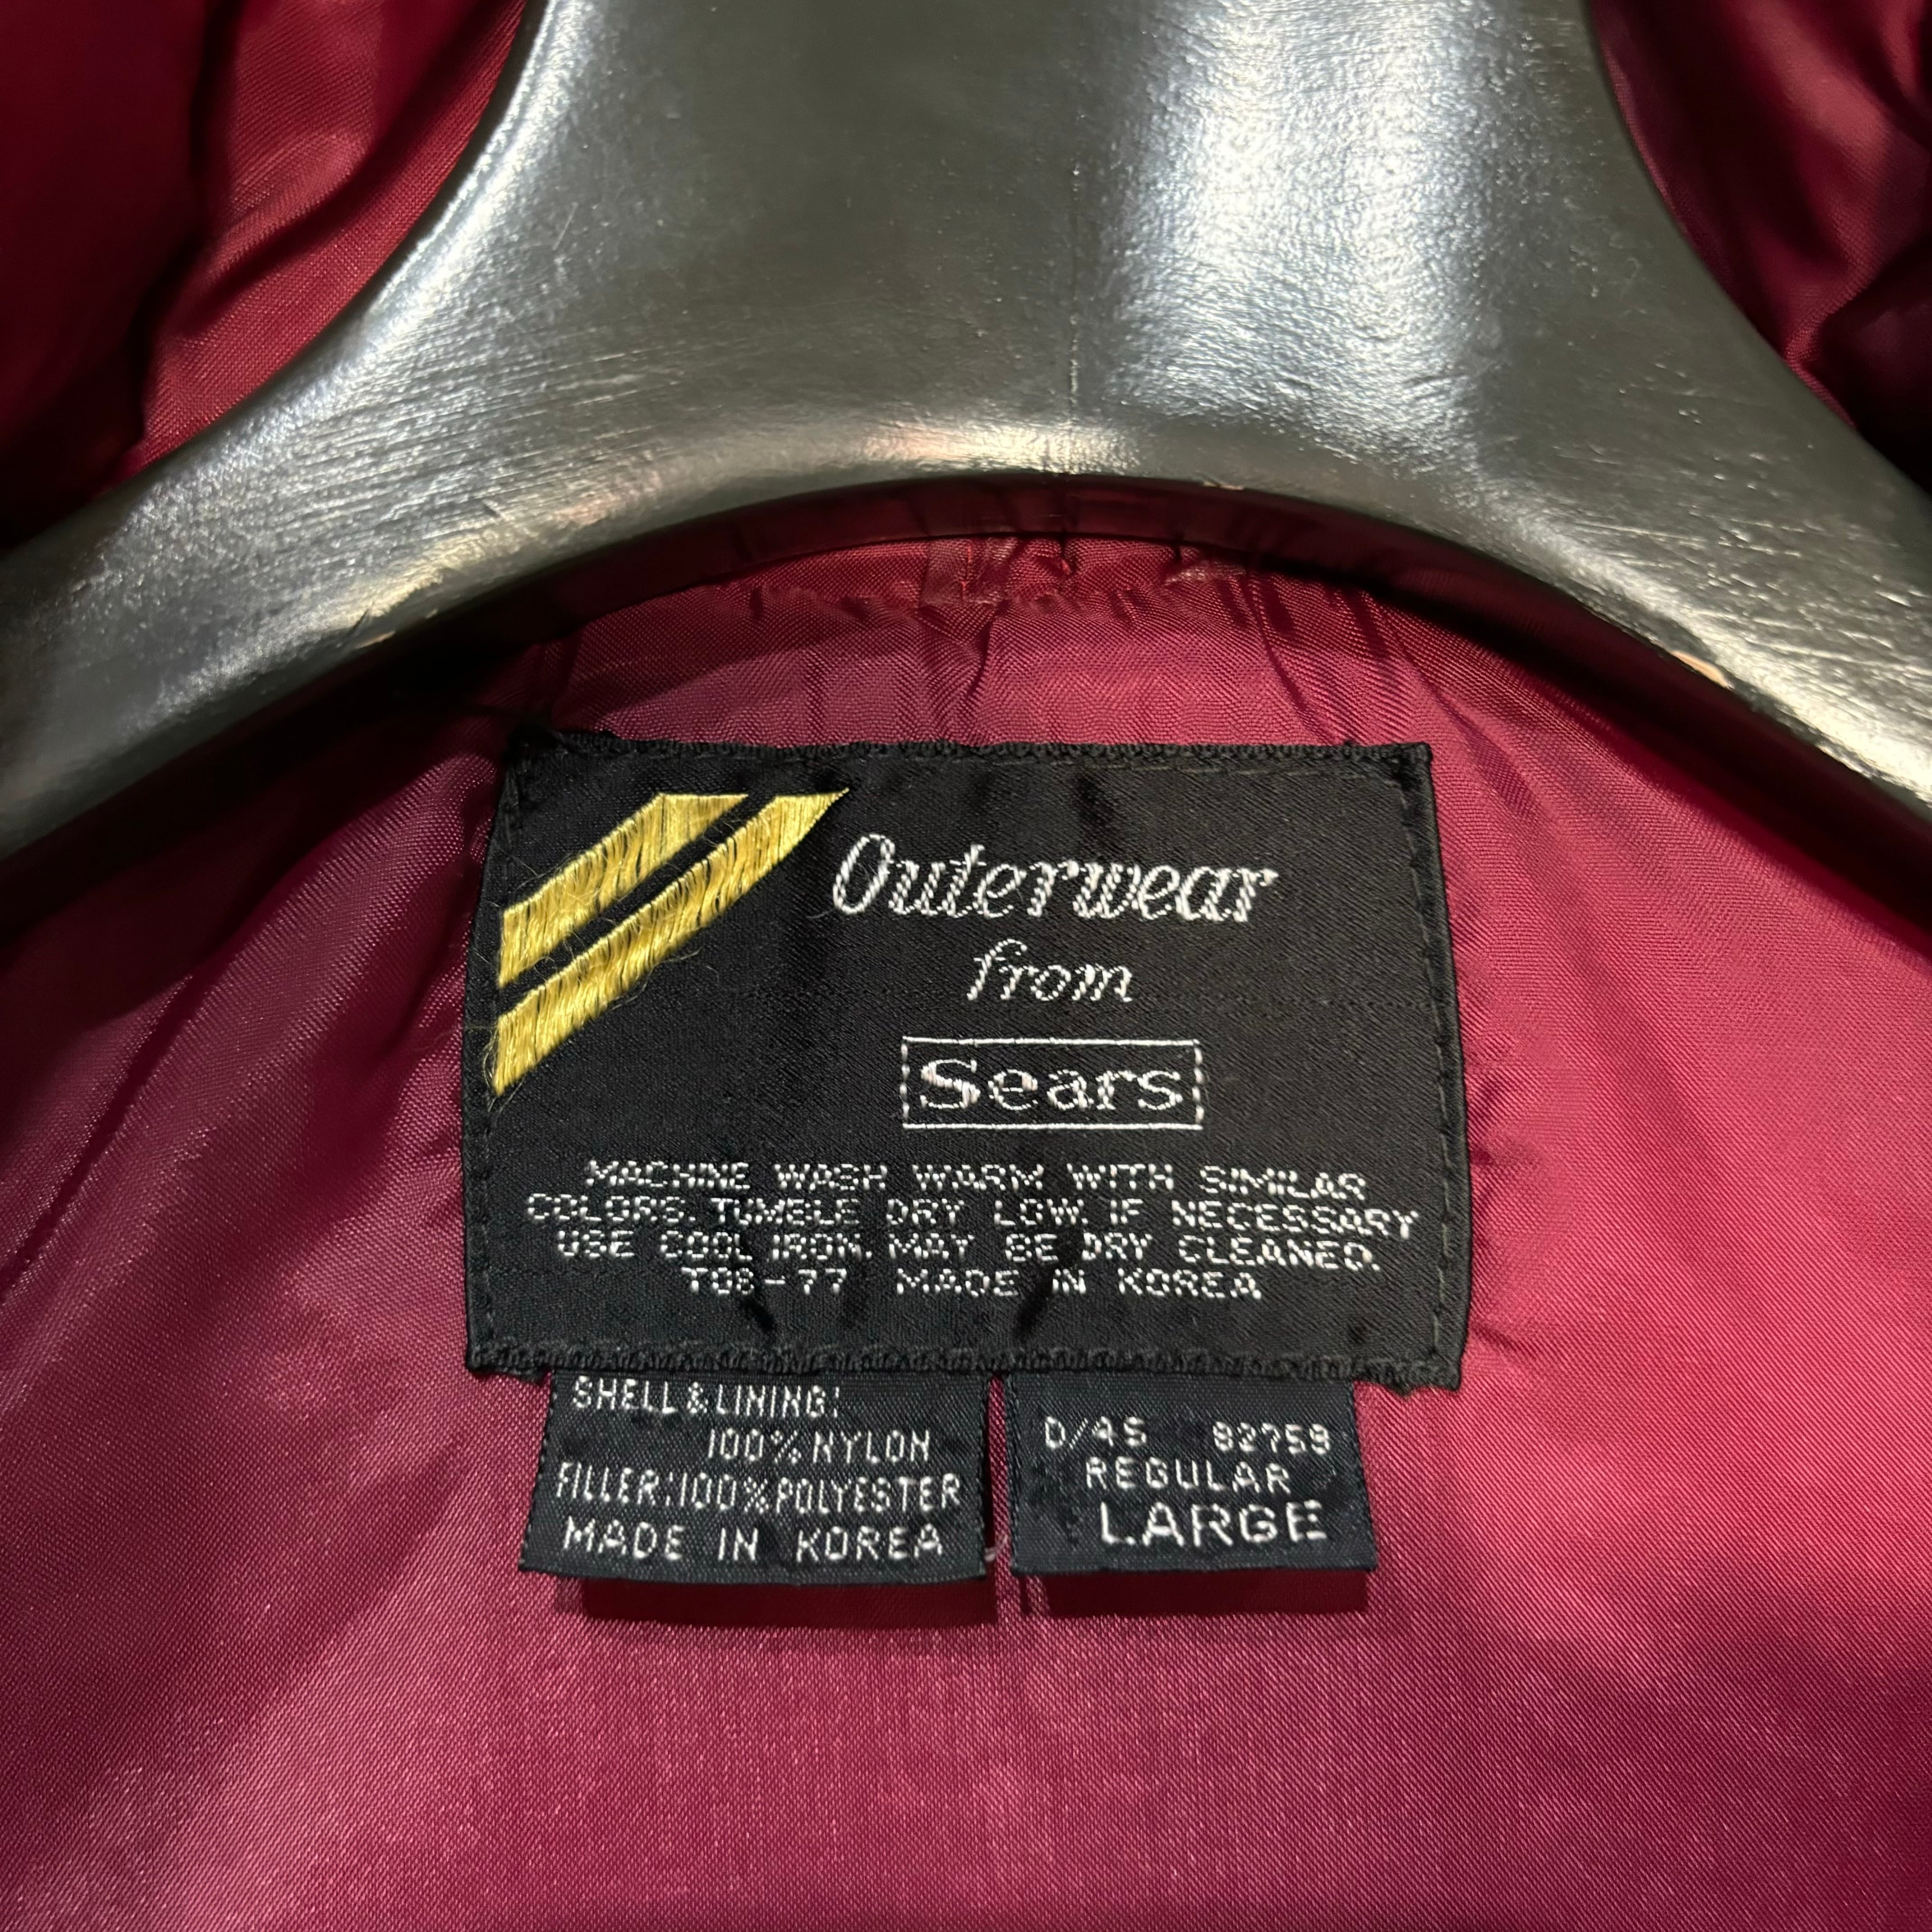 Outerwear
from
Sears
MACHINE WASH WARM WITH SIMILAR
COLORS. TUMBLE DRY LOW. IF NECESSARY
USE COOL IRON. MAY BE DRY CLEANED.
T08-77 MADE IN KOREA
SHELL & LINING:
100% NYLON
FILLER: 100% POLYESTER
MADE IN KOREA
D/4S 82759
REGULAR
LARGE